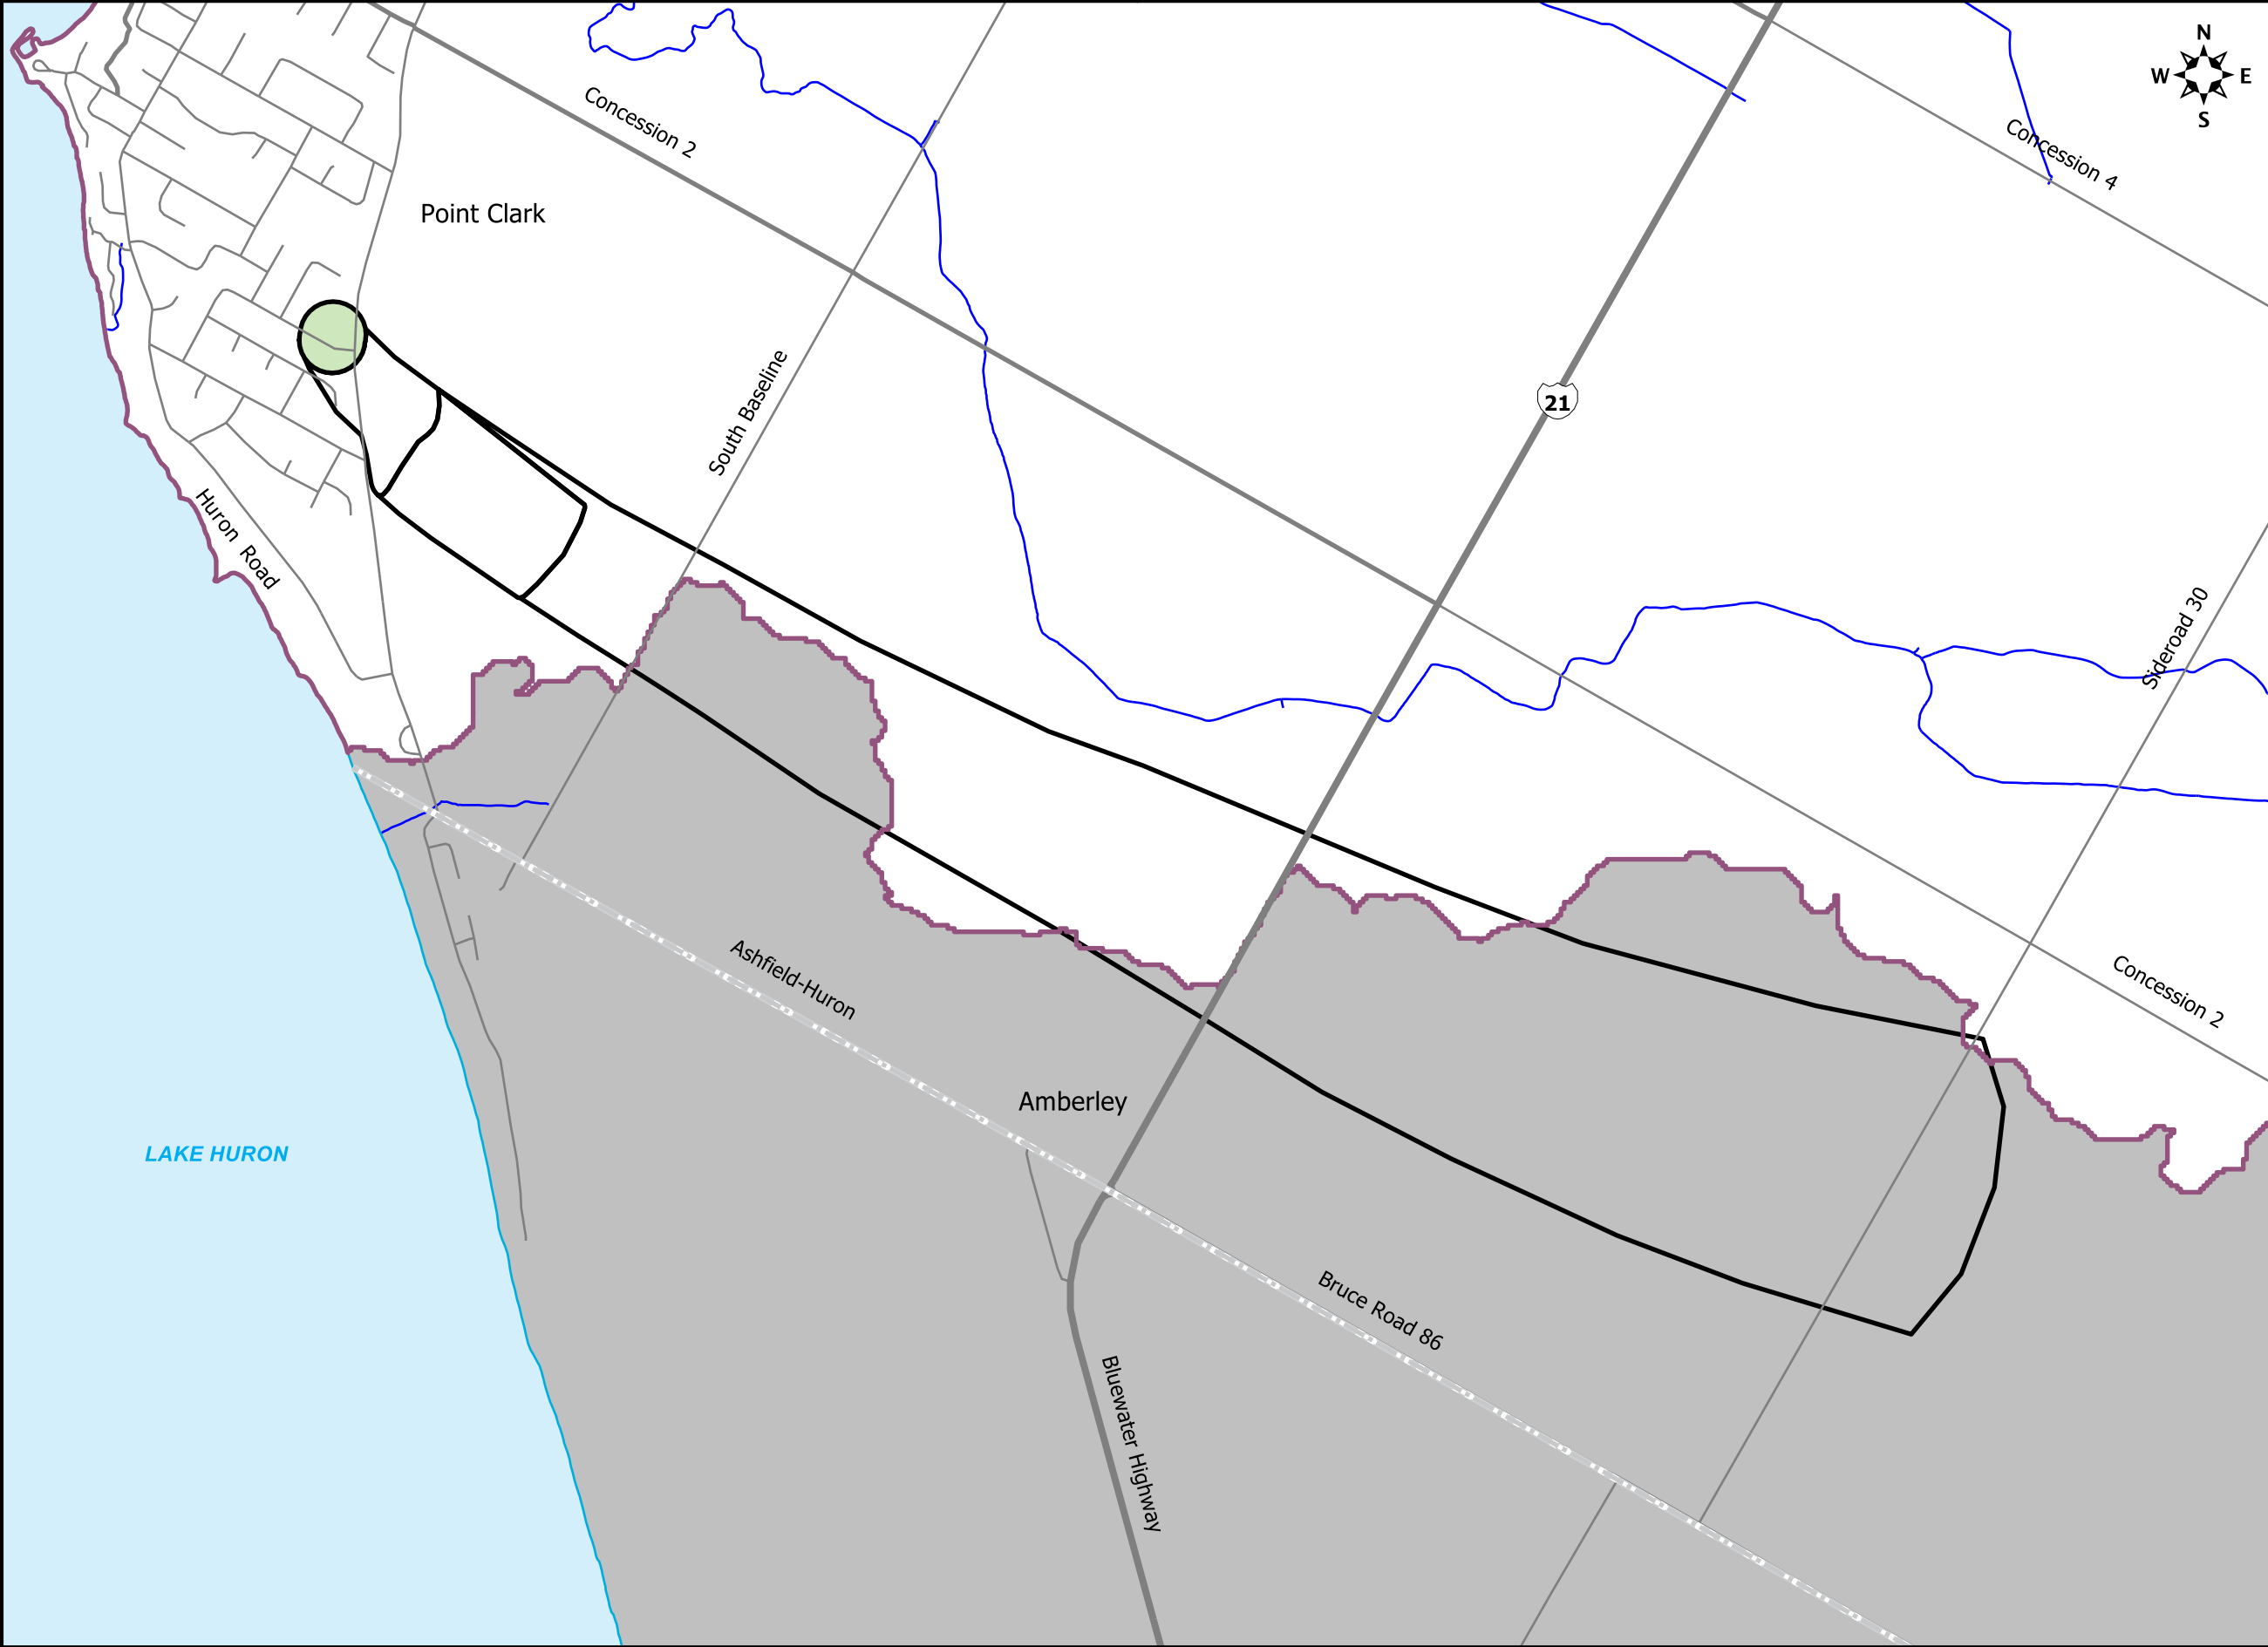 N
W E
S
Concession 2
Concession 4
Point Clark
South Baseline
21
Huron Road
Sideroad 30
Ashfield-Huron
Concession 2
Amberley
LAKE HURON
Bruce Road 86
Bluewater Highway